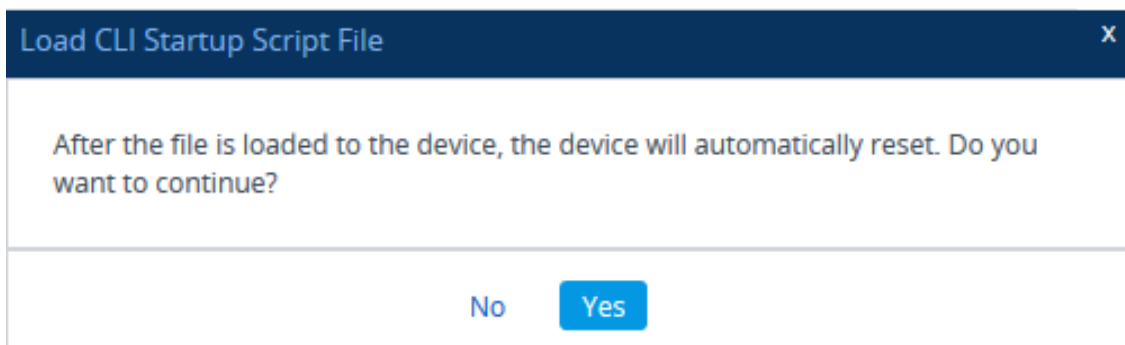 Load CLI Startup Script File
x
After the file is loaded to the device, the device will automatically reset. Do you
want to continue?
No
Yes